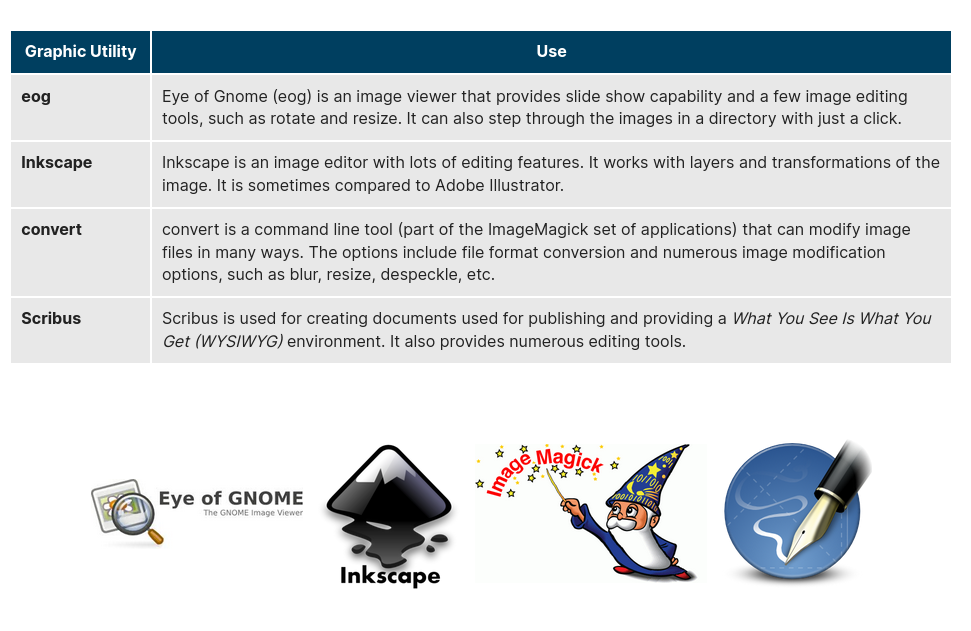 Graphic Utility Use
eog Eye of Gnome (eog) is an image viewer that provides slide show capability and a few image editing
tools, such as rotate and resize. It can also step through the images in a directory with just a click.
Inkscape Inkscape is an image editor with lots of editing features. It works with layers and transformations of the
image. It is sometimes compared to Adobe Illustrator.
convert convert is a command line tool (part of the ImageMagick set of applications) that can modify image
files in many ways. The options include file format conversion and numerous image modification
options, such as blur, resize, despeckle, etc.
Scribus Scribus is used for creating documents used for publishing and providing a What You See Is What You
Get (WYSIWYG) environment. It also provides numerous editing tools.
Eye of GNOME
The GNOME Image Viewer
Inkscape
Image Magick